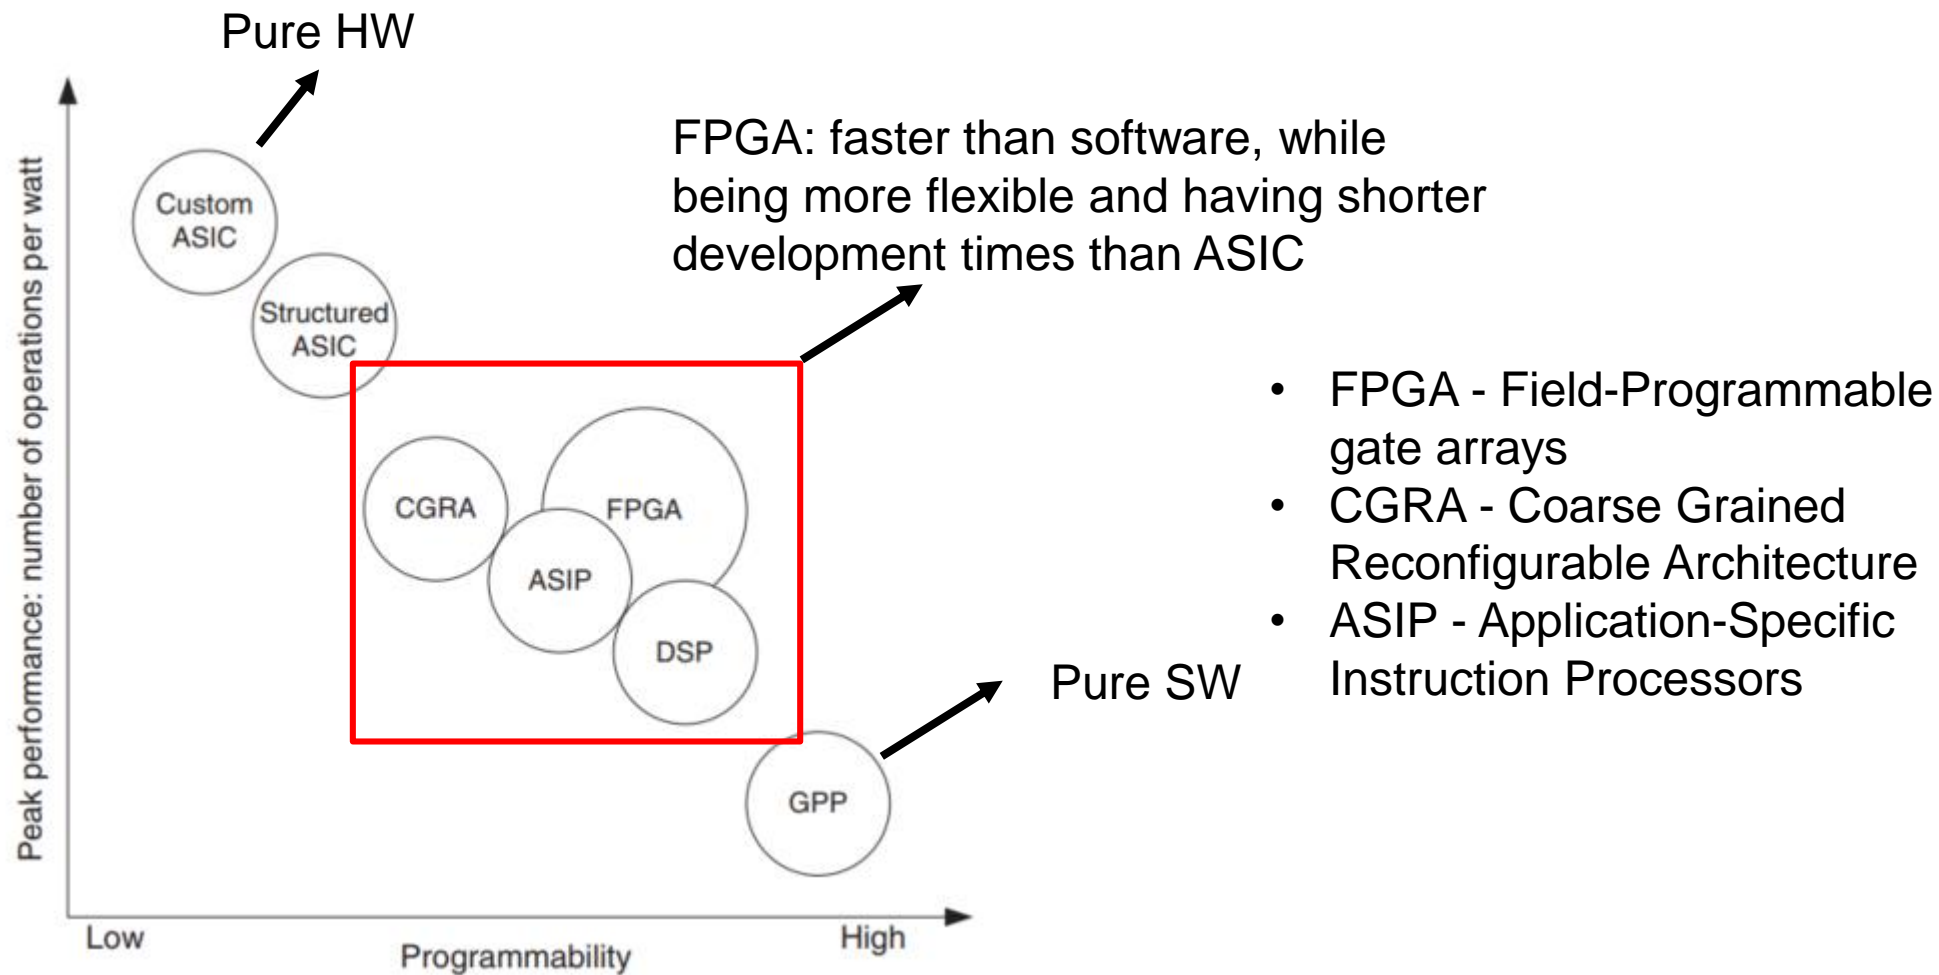 Pure HW
FPGA: faster than software, while
being more flexible and having shorter
development times than ASIC
Peak performance: number of operations per watt
Custom
ASIC
Structured
ASIC
CGRA
FPGA
ASIP
DSP
GPP
Pure SW
Low
High
Programmability
• FPGA - Field-Programmable
gate arrays
• CGRA - Coarse Grained
Reconfigurable Architecture
• ASIP - Application-Specific
Instruction Processors